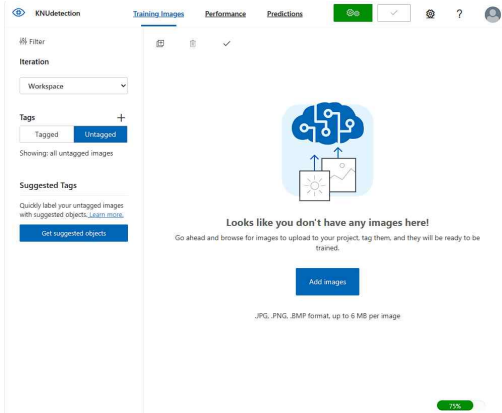 KNUdetection
Training Images
Performance
Predictions
?
Filter
Iteration
Workspace
Tags
Tagged
Untagged
Showing: all untagged images
Suggested Tags
Quickly label your untagged images
with suggested objects. Learn more.
Get suggested objects
Looks like you don't have any images here!
Go ahead and browse for images to upload to your project, tag them, and they will be ready to be
trained.
Add images
.JPG, .PNG, .BMP format, up to 6 MB per image
75%